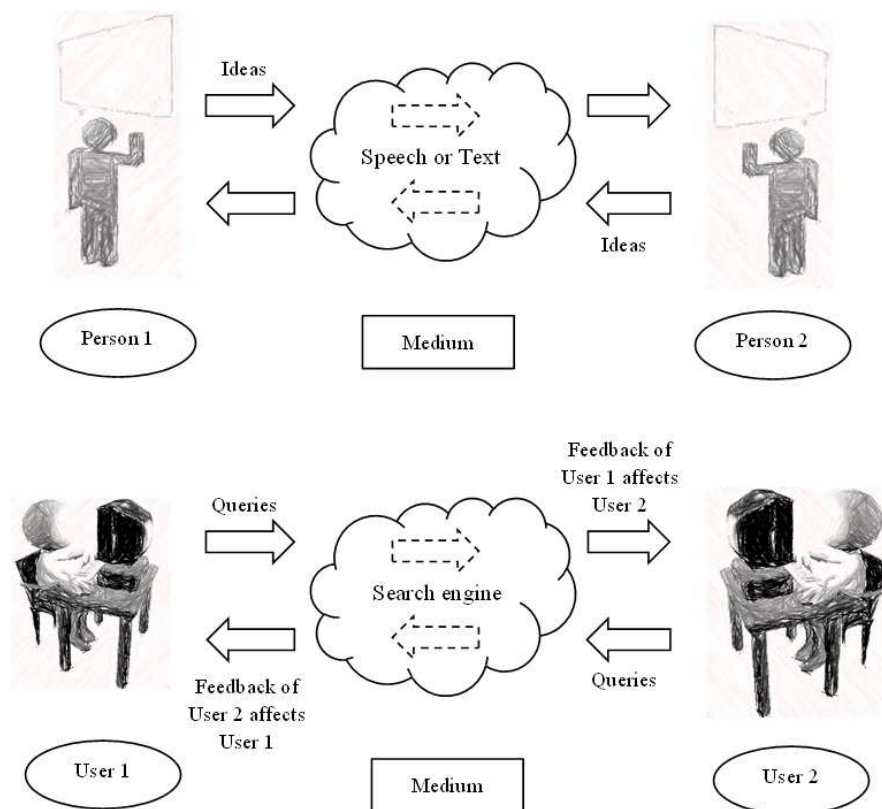 Ideas
Speech or Text
Ideas
Person 1
Medium
Person 2
Feedback of
User 1 affects
User 2
Queries
Search engine
Feedback of
User 2 affects
User 1
Queries
User 1
Medium
User 2